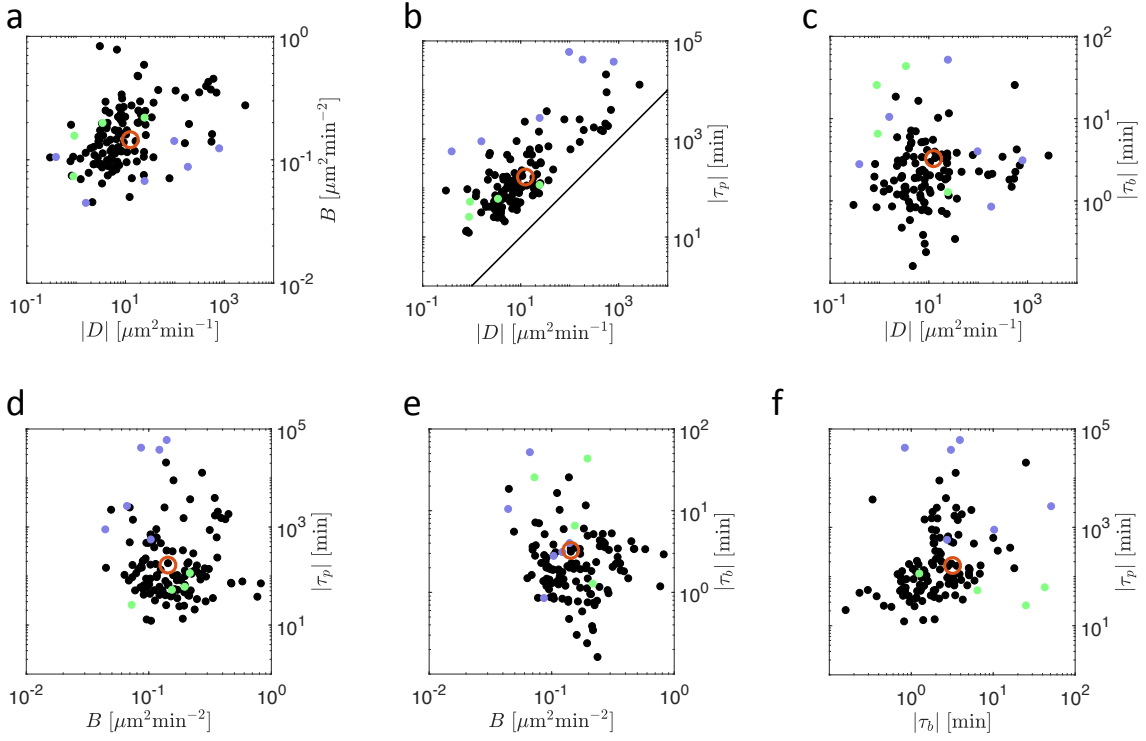 a
b
c
10^0
10^{-1}
10^{-2}
B [μm²min⁻²]
10^{-1} 10^1 10^3
|D| [μm²min⁻¹]
10^5
10^3
10^1
|τ_p| [min]
10^{-1} 10^1 10^3
|D| [μm²min⁻¹]
10^2
10^1
10^0
|τ_b| [min]
10^{-1} 10^1 10^3
|D| [μm²min⁻¹]
d
e
f
10^5
10^3
10^1
|τ_p| [min]
10^{-2} 10^{-1} 10^0
B [μm²min⁻²]
10^2
10^1
10^0
|τ_b| [min]
10^{-2} 10^{-1} 10^0
B [μm²min⁻²]
10^5
10^3
10^1
|τ_p| [min]
10^0 10^1 10^2
|τ_b| [min]